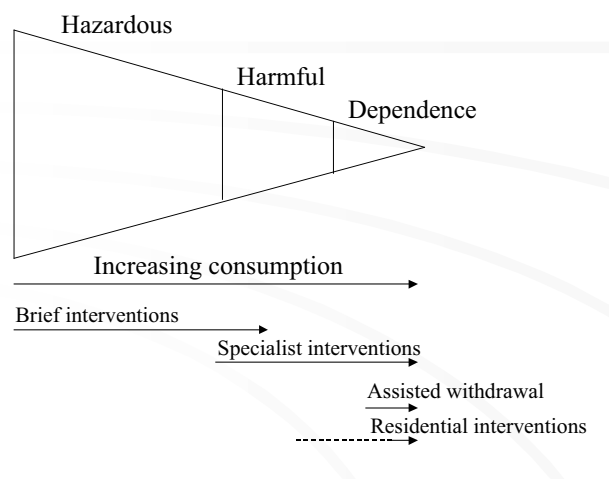 Hazardous
Harmful
Dependence
Increasing consumption
Brief interventions
Specialist interventions
Assisted withdrawal
Residential interventions